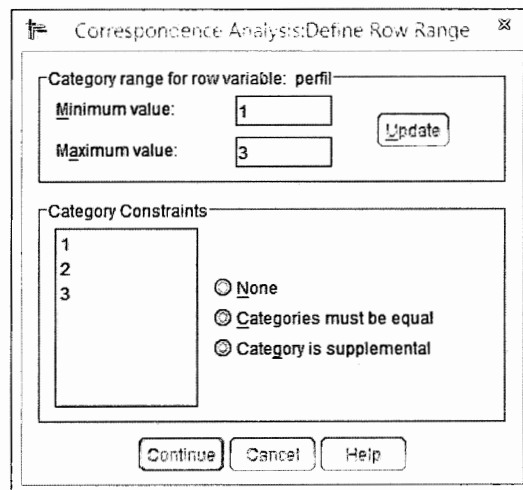 Correspondence Analysis:Define Row Range
Category range for row variable: perfil
Minimum value: 1
Update
Maximum value: 3
Category Constraints
1
2
3
None
Categories must be equal
Category is supplemental
Continue Cancel Help